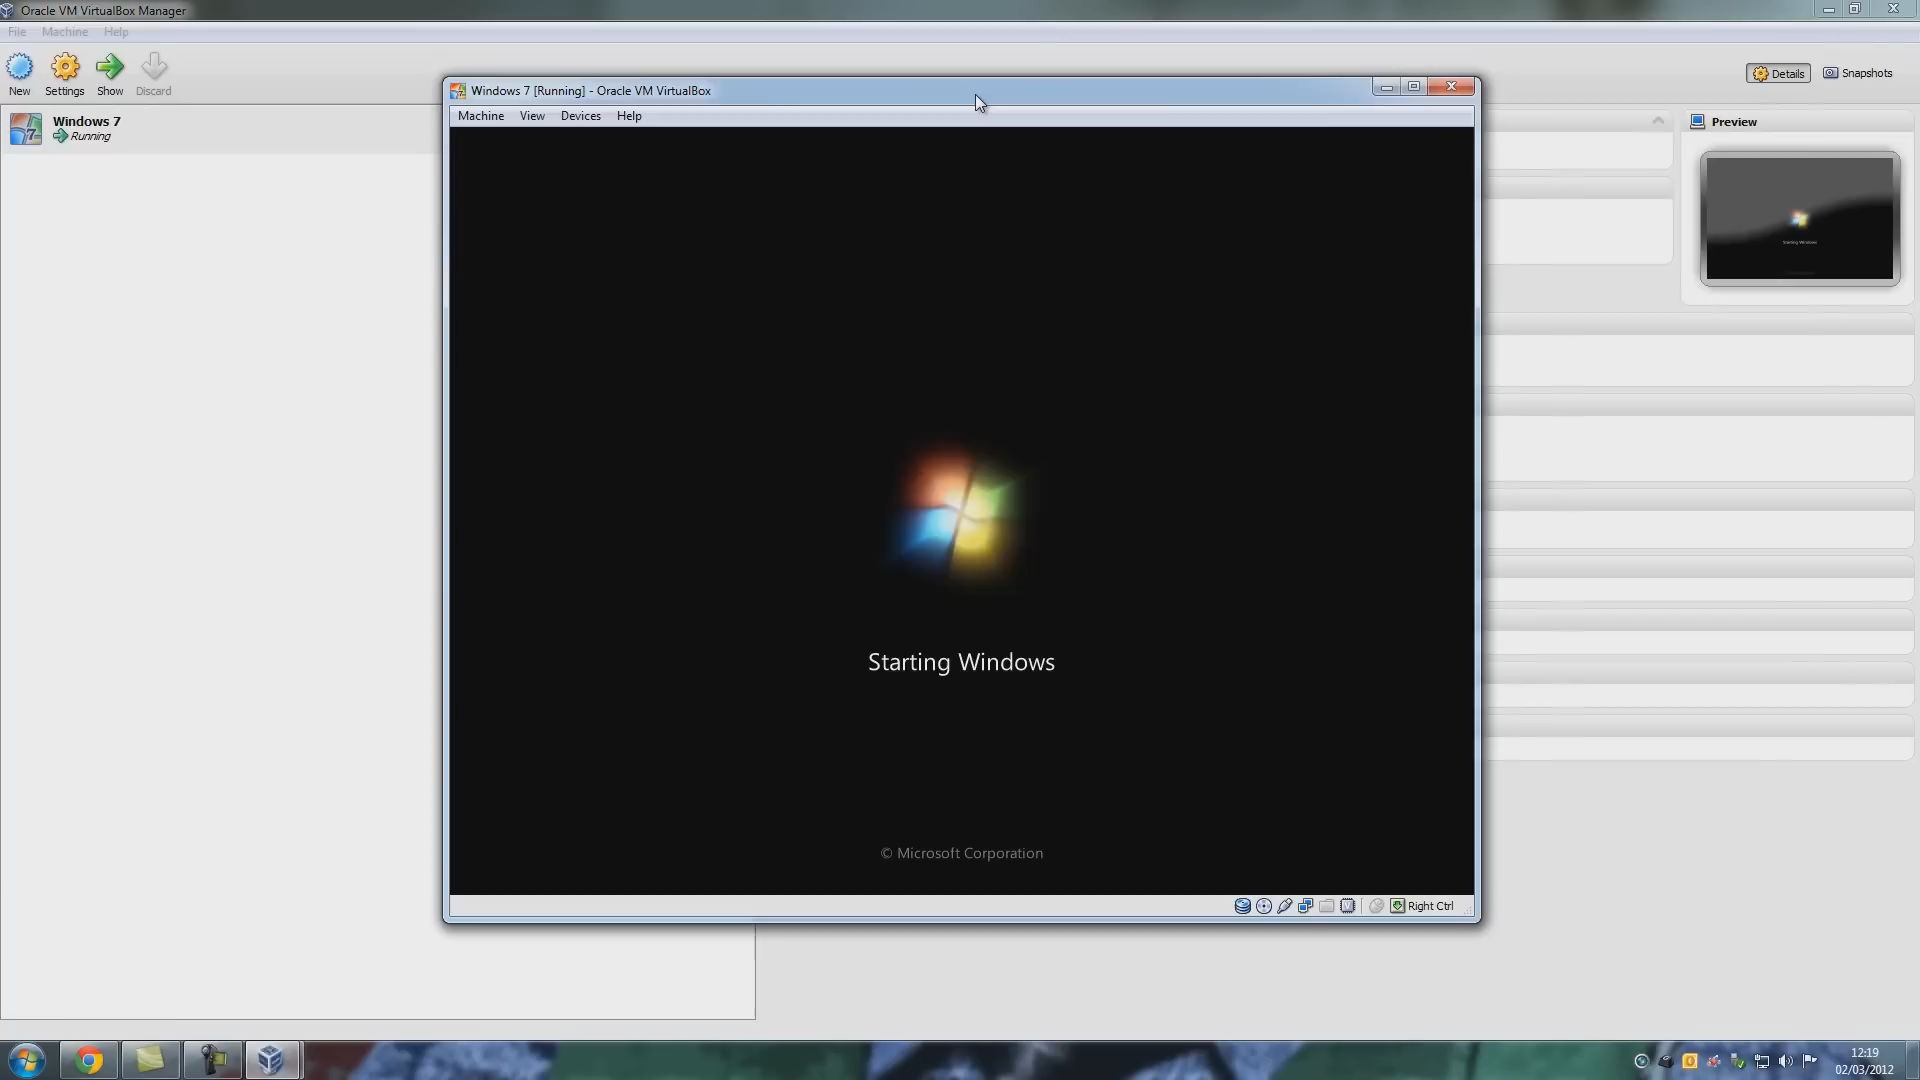 Oracle VM VirtualBox Manager
File Machine Help
New Settings Show Discard
Details Snapshots
Windows 7
Running
Windows 7 [Running] - Oracle VM VirtualBox
Machine View Devices Help
Preview
Starting Windows
Starting Windows
© Microsoft Corporation
Right Ctrl
12:19
02/03/2012